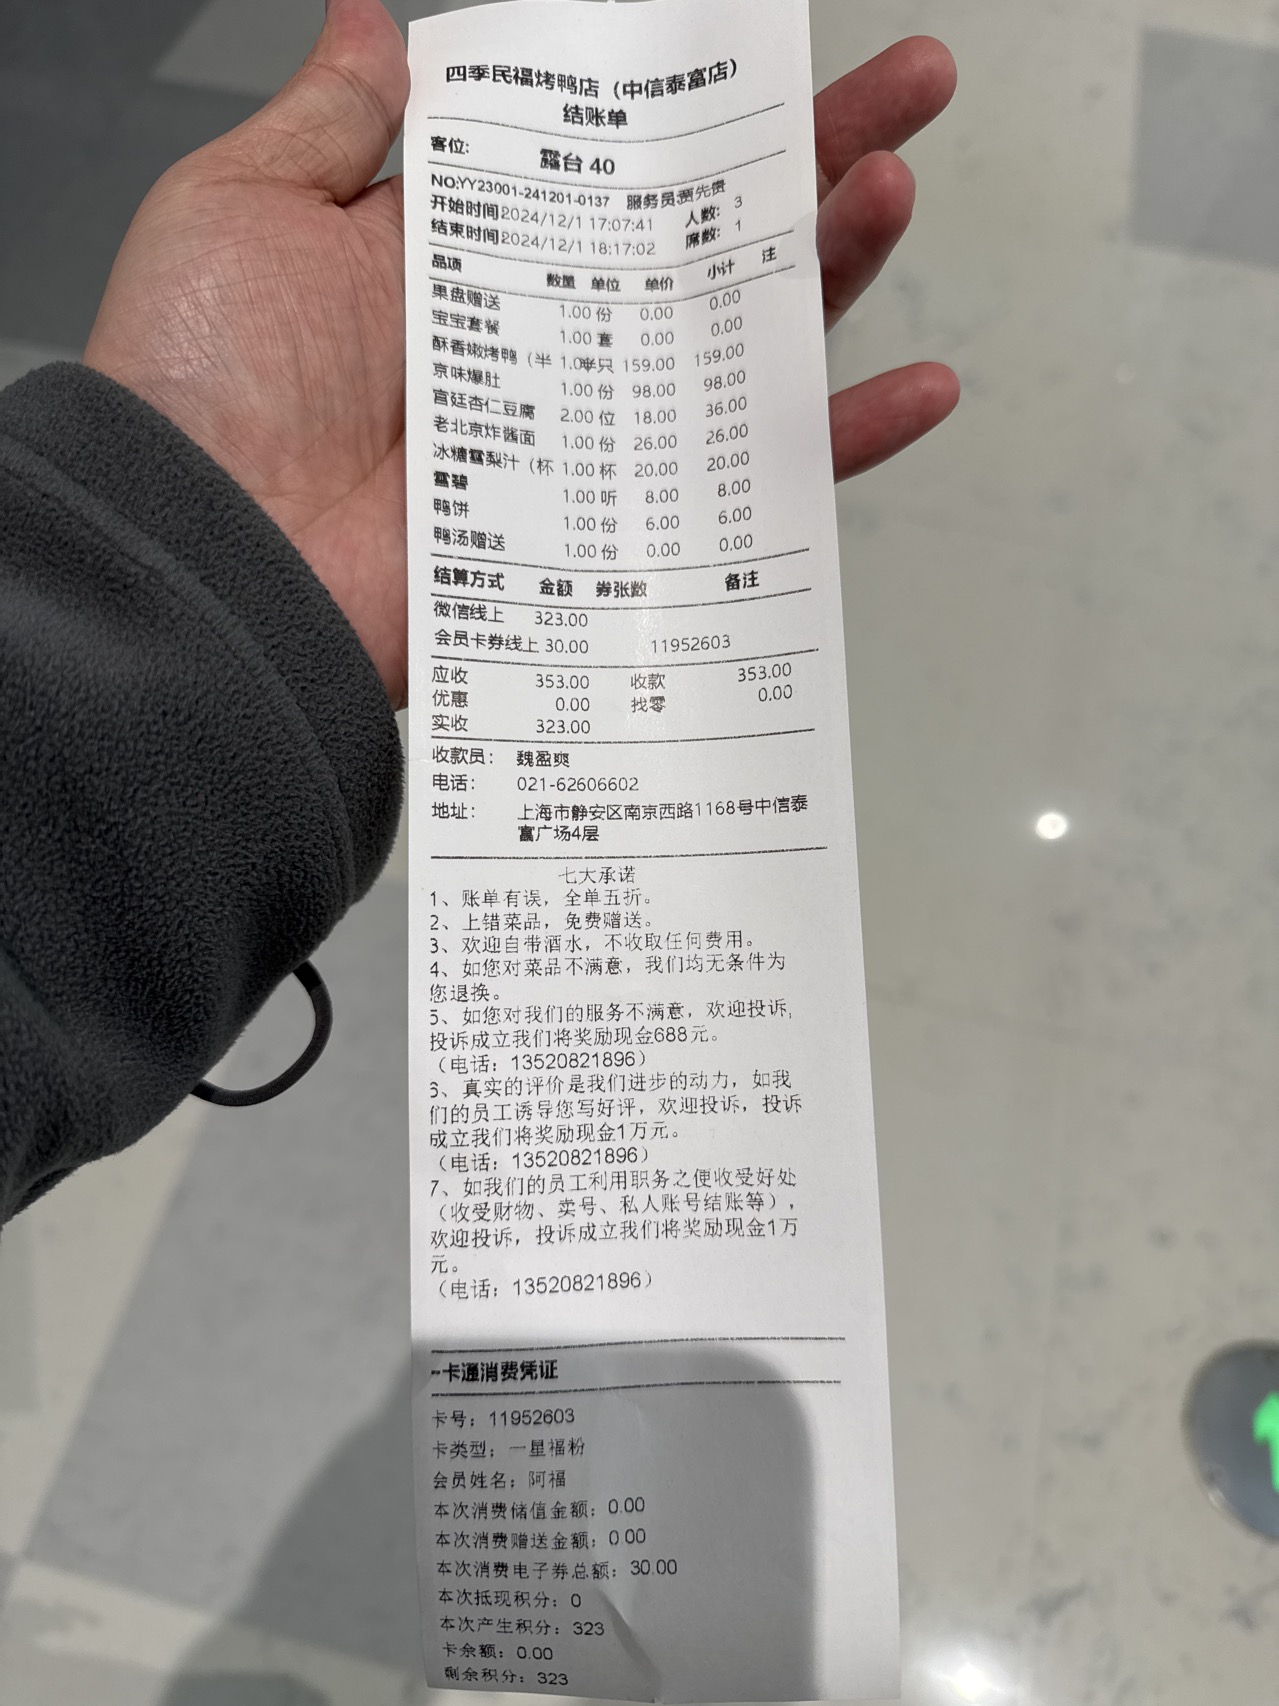 四季民福烤鸭店（中信泰富店）
结账单
客位: 露台 40
NO:YY23001-241201-0137 服务员:贾先贵
开始时间 2024/12/1 17:07:41 人数: 3
结束时间 2024/12/1 18:17:02 席数: 1
品项 数量 单位 单价 小计 注
果盘赠送 1.00 份 0.00 0.00
宝宝套餐 1.00 套 0.00 0.00
酥香嫩烤鸭（半 1.0半只 159.00 159.00
京味爆肚 1.00 份 98.00 98.00
宫廷杏仁豆腐 2.00 位 18.00 36.00
老北京炸酱面 1.00 份 26.00 26.00
冰糖雪梨汁（杯 1.00 杯 20.00 20.00
雪碧 1.00 听 8.00 8.00
鸭饼 1.00 份 6.00 6.00
鸭汤赠送 1.00 份 0.00 0.00
结算方式 金额 券张数 备注
微信线上 323.00
会员卡券线上 30.00 11952603
应收 353.00 收款 353.00
优惠 0.00 找零 0.00
实收 323.00
收款员: 魏盈爽
电话: 021-62606602
地址: 上海市静安区南京西路1168号中信泰
富广场4层
七大承诺
1、账单有误，全单五折。
2、上错菜品，免费赠送。
3、欢迎自带酒水，不收取任何费用。
4、如您对菜品不满意，我们均无条件为
您退换。
5、如您对我们的服务不满意，欢迎投诉,
投诉成立我们将奖励现金688元。
（电话：13520821896）
6、真实的评价是我们进步的动力，如我
们的员工诱导您写好评，欢迎投诉，投诉
成立我们将奖励现金1万元。
（电话：13520821896）
7、如我们的员工利用职务之便收受好处
（收受财物、卖号、私人账号结账等），
欢迎投诉，投诉成立我们将奖励现金1万
元。
（电话：13520821896）
一卡通消费凭证
卡号：11952603
卡类型：一星福粉
会员姓名：阿福
本次消费储值金额：0.00
本次消费赠送金额：0.00
本次消费电子券总额：30.00
本次抵现积分：0
本次产生积分：323
卡余额：0.00
剩余积分：323